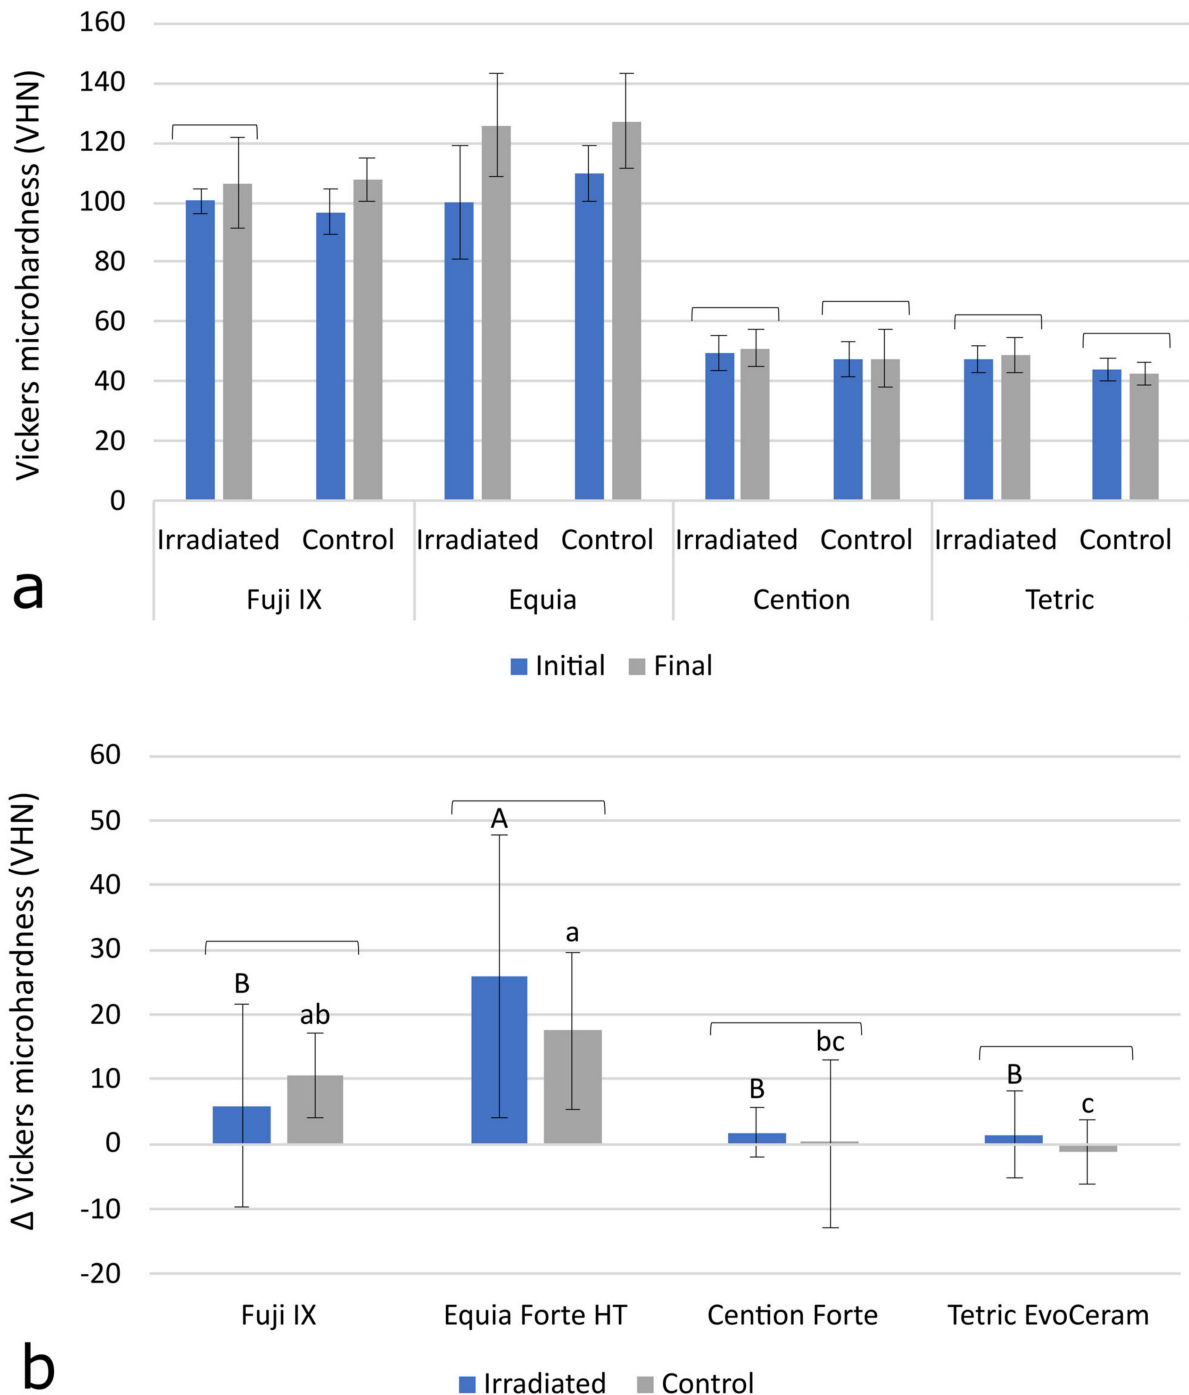 160
140
120
100
80
60
40
20
0
Vickers microhardness (VHN)
Irradiated Control Irradiated Control Irradiated Control Irradiated Control
Fuji IX Equia Cention Tetric
a
Initial Final
60
50
40
30
20
10
0
-10
-20
Δ Vickers microhardness (VHN)
A
a
B
ab
bc
B
B
c
Fuji IX Equia Forte HT Cention Forte Tetric EvoCeram
b
Irradiated Control